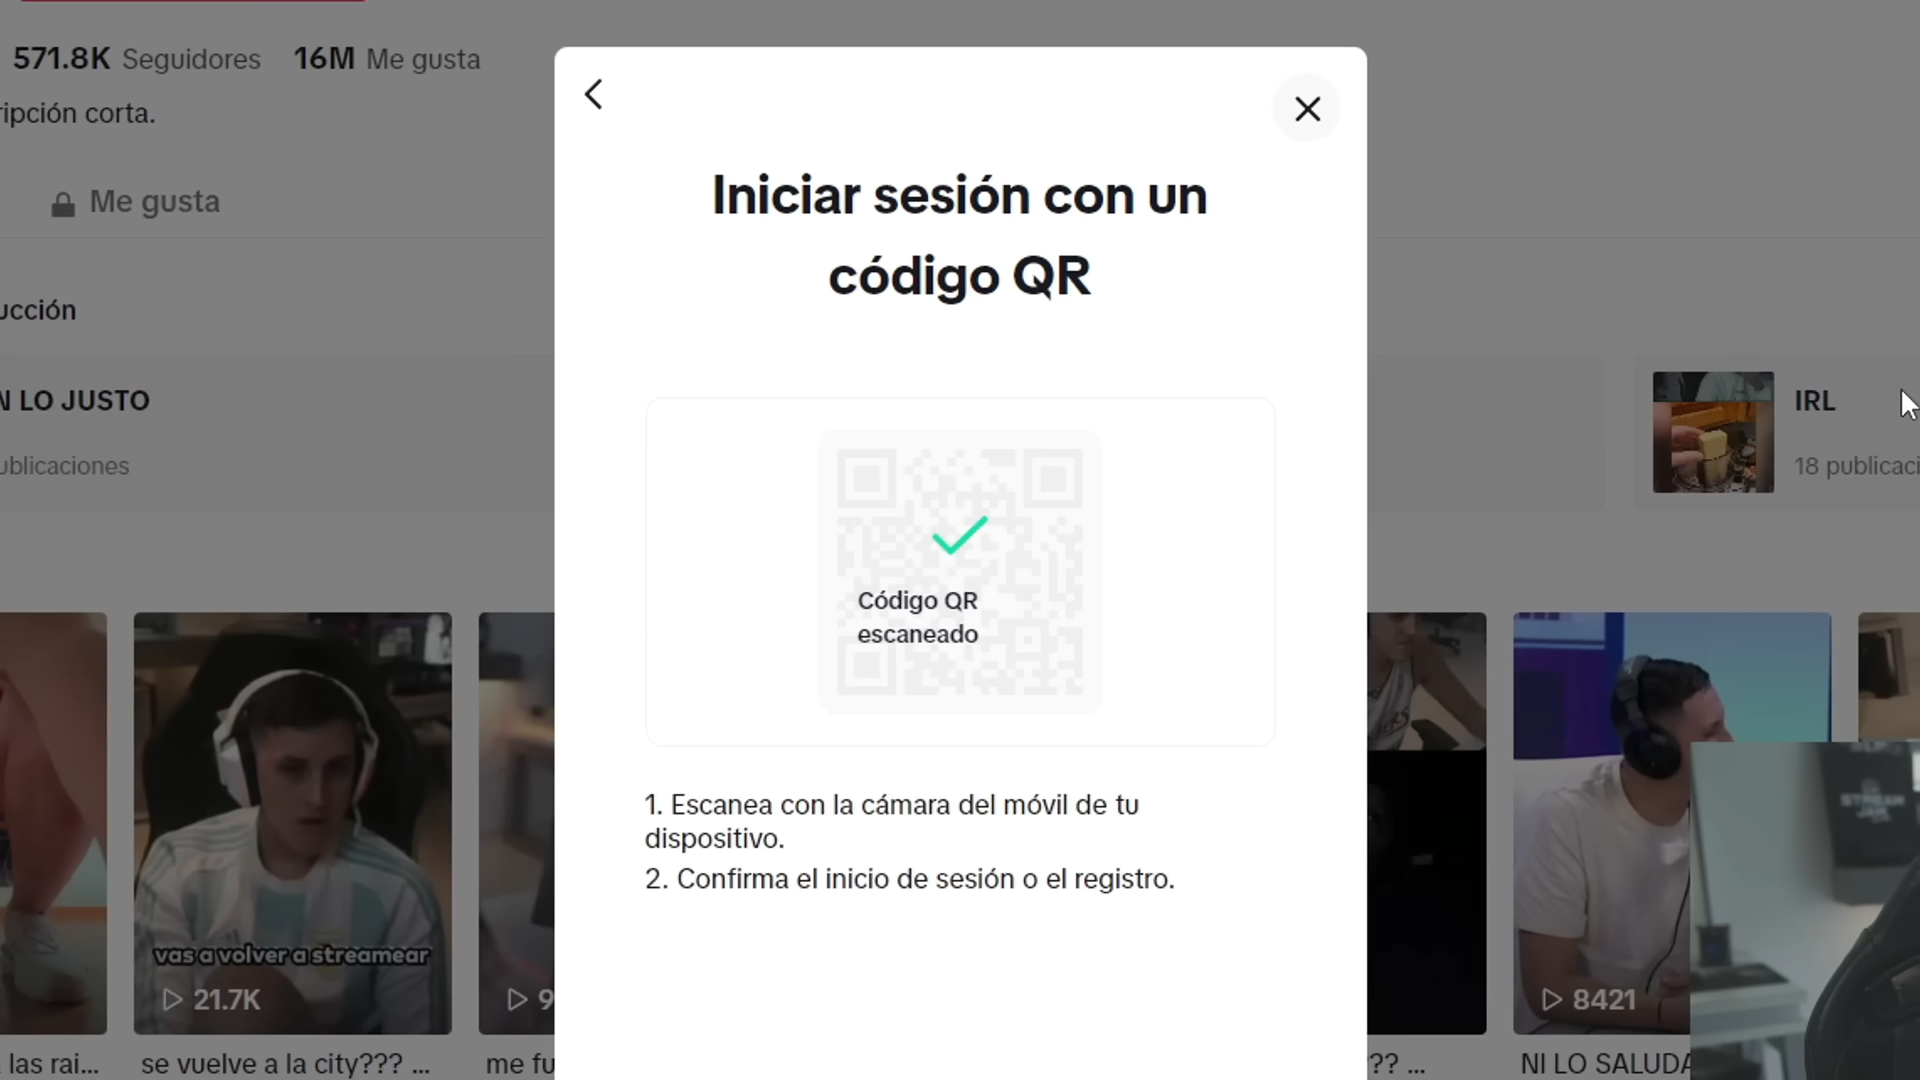 571.8K Seguidores 16M Me gusta
ripción corta.
Me gusta
ucción
N LO JUSTO
ublicaciones
Iniciar sesión con un
código QR
Código QR
escaneado
1. Escanea con la cámara del móvil de tu
dispositivo.
2. Confirma el inicio de sesión o el registro.
IRL
18 publicaci
vas a volver a streamear
21.7K
9
8421
STREAM
las rai...
se vuelve a la city??? ...
me fu
?? ...
NI LO SALUDA